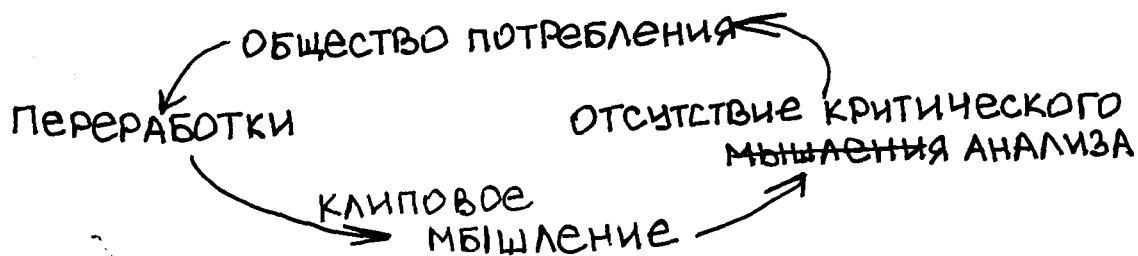 ОБЩЕСТВО ПОТРЕБЛЕНИЯ
ПЕРЕРАБОТКИ
ОТСУТСТВИЕ КРИТИЧЕСКОГО
МЫШЛЕНИЯ АНАЛИЗА
КЛИПОВОЕ
МЫШЛЕНИЕ